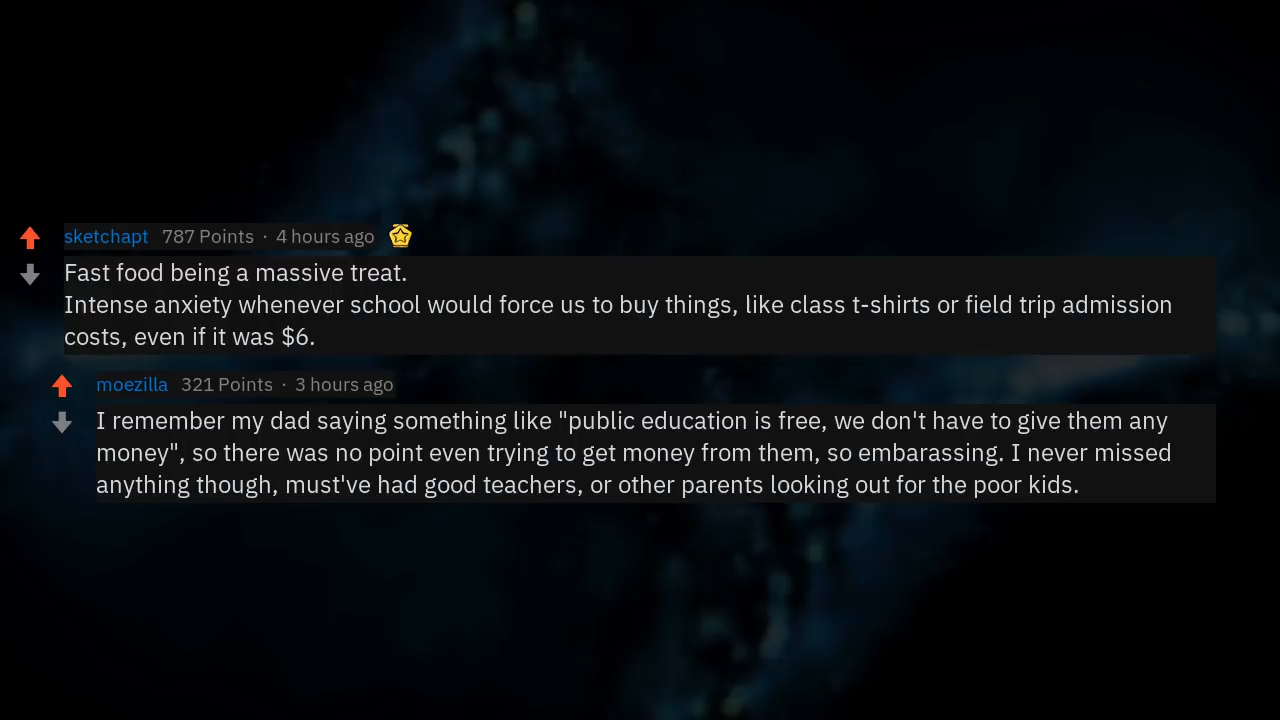 sketchapt 787 Points · 4 hours ago
Fast food being a massive treat.
Intense anxiety whenever school would force us to buy things, like class t-shirts or field trip admission
costs, even if it was $6.
moezilla 321 Points · 3 hours ago
I remember my dad saying something like "public education is free, we don't have to give them any
money", so there was no point even trying to get money from them, so embarassing. I never missed
anything though, must've had good teachers, or other parents looking out for the poor kids.